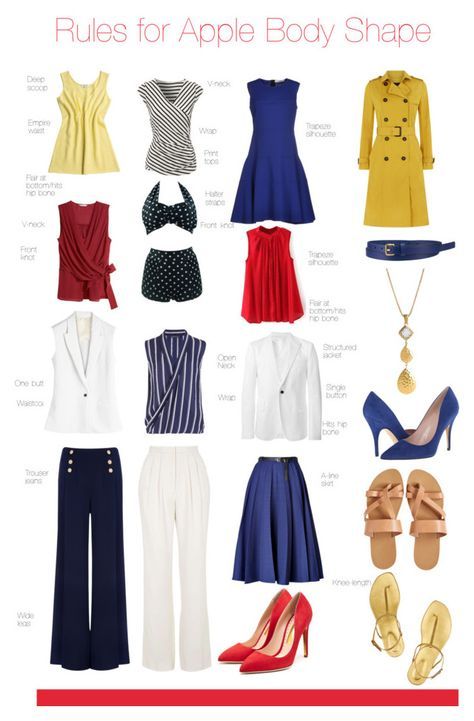 Rules for Apple Body Shape
Deep
scoop
Empire
waist
Flair at
bottom/hits
hip bone
V-neck
Wrap
Print
tops
Trapeze
silhouette
Halter
straps
Front knot
V-neck
Front
knot
Trapeze
silhouette
Flair at
bottom/hits
hip bone
One butt
Waistcot
Open
Neck
Wrap
Structured
jacket
Single
button
Hits hip
bone
Trouser
jeans
A-line
skirt
Knee-length
Wide
legs